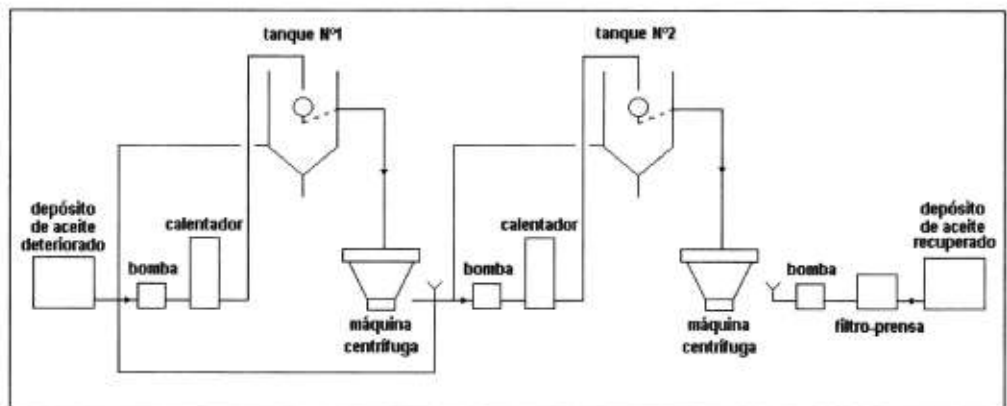 tanque Nº1
tanque Nº2
depósito
de aceite
deteriorado
bomba
calentador
máquina
centrífuga
bomba
calentador
máquina
centrífuga
bomba
filtro-prensa
depósito
de aceite
recuperado